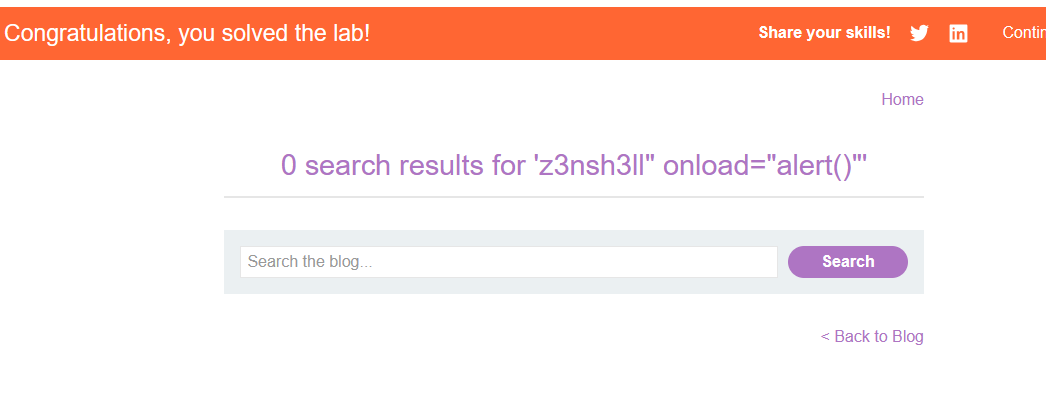 Congratulations, you solved the lab! Share your skills! Contin
Home
0 search results for 'z3nsh3ll" onload="alert()"'
Search the blog... Search
< Back to Blog